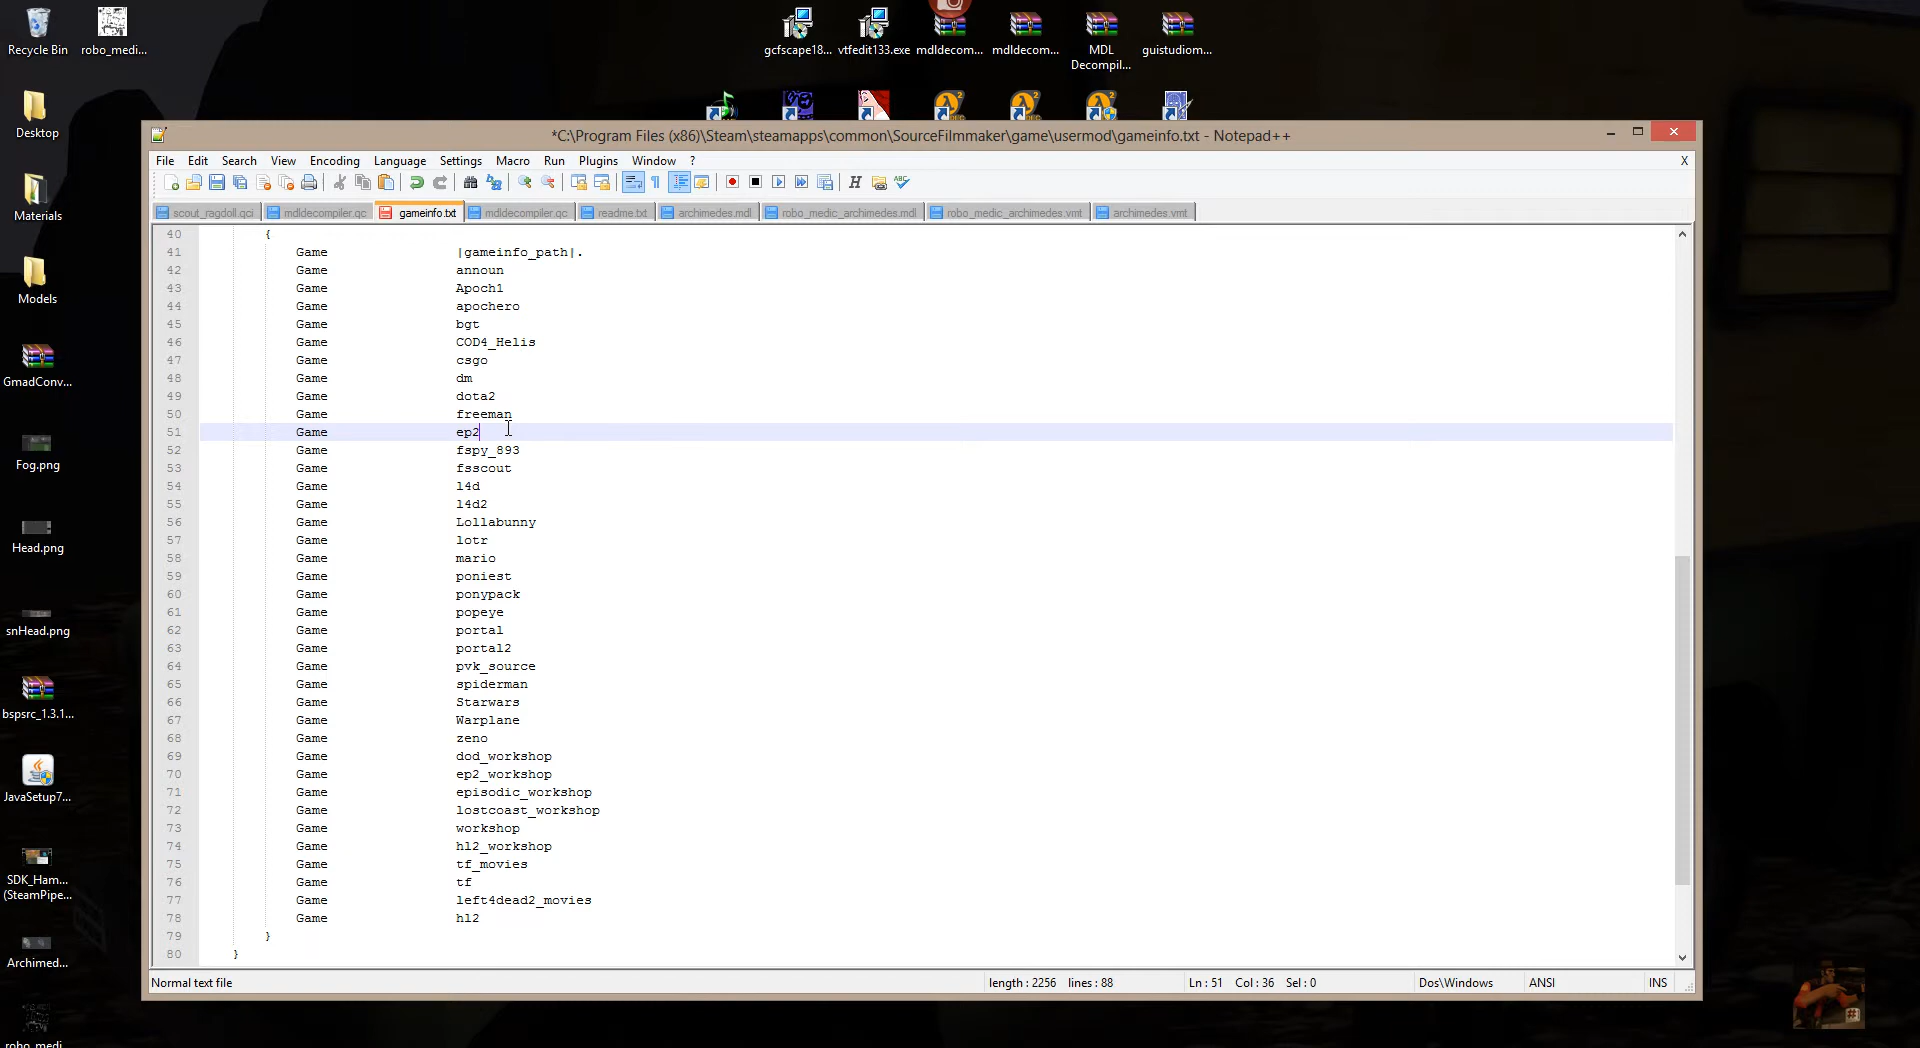 Recycle Bin
robo_medi...
gcfscape18...
vtfedit133.exe
mdldecom...
mdldecom...
MDL
Decompil...
guistudiom...
Desktop
Materials
Models
GmadConv...
Fog.png
Head.png
snHead.png
bspsrc_1.3.1...
JavaSetup7...
SDK_Ham...
(SteamPipe...
Archimed...
robo_medi...
*C:\Program Files (x86)\Steam\steamapps\common\SourceFilmmaker\game\usermod\gameinfo.txt - Notepad++
File Edit Search View Encoding Language Settings Macro Run Plugins Window ? X
scout_ragdoll.qci mdldecompiler.qc gameinfo.txt mdldecompiler.qc readme.txt archimedes.mdl robo_medic_archimedes.mdl robo_medic_archimedes.vmt archimedes.vmt
40 {
41 Game |gameinfo_path|.
42 Game announ
43 Game Apoch1
44 Game apochero
45 Game bgt
46 Game COD4_Helis
47 Game csgo
48 Game dm
49 Game dota2
50 Game freeman
51 Game ep2
52 Game fspy_893
53 Game fsscout
54 Game l4d
55 Game l4d2
56 Game Lollabunny
57 Game lotr
58 Game mario
59 Game poniest
60 Game ponypack
61 Game popeye
62 Game portal
63 Game portal2
64 Game pvk_source
65 Game spiderman
66 Game Starwars
67 Game Warplane
68 Game zeno
69 Game dod_workshop
70 Game ep2_workshop
71 Game episodic_workshop
72 Game lostcoast_workshop
73 Game workshop
74 Game hl2_workshop
75 Game tf_movies
76 Game tf
77 Game left4dead2_movies
78 Game hl2
79 }
80 }
Normal text file length : 2256 lines : 88 Ln : 51 Col : 36 Sel : 0 Dos\Windows ANSI INS